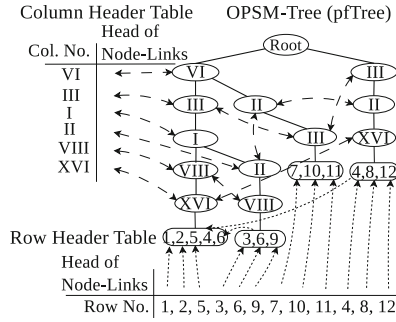 Column Header Table OPSM-Tree (pfTree)
Col. No. Head of Node-Links
Root
VI VI III
III III II II
I I III XVI
II 7,10,11 4,8,12
VIII VIII II
XVI XVI VIII
Row Header Table 1,2,5,4,6 3,6,9
Head of
Node-Links
Row No. 1, 2, 5, 3, 6, 9, 7, 10, 11, 4, 8, 12